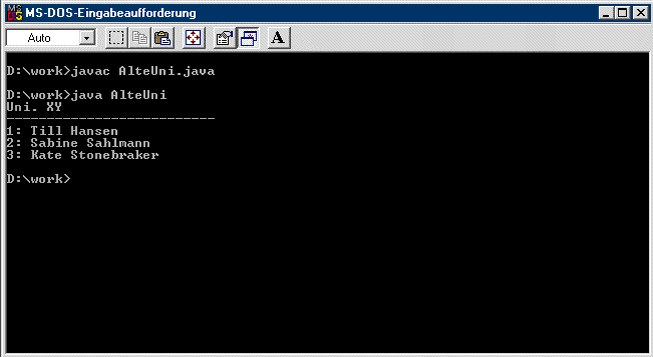 MS-DOS-Eingabeaufforderung
Auto A
D:\work>javac AlteUni.java
D:\work>java AlteUni
Uni. XY
--------------------------
1: Till Hansen
2: Sabine Sahlmann
3: Kate Stonebraker
D:\work>